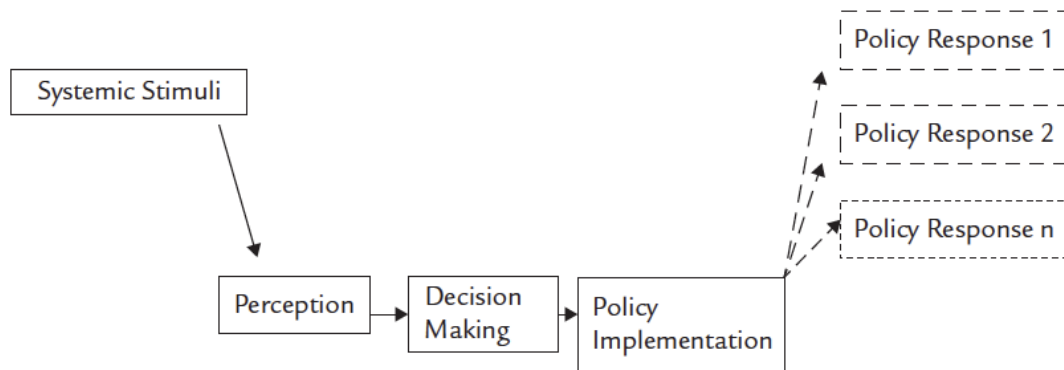 Systemic Stimuli
Perception
Decision
Making
Policy
Implementation
Policy Response 1
Policy Response 2
Policy Response n